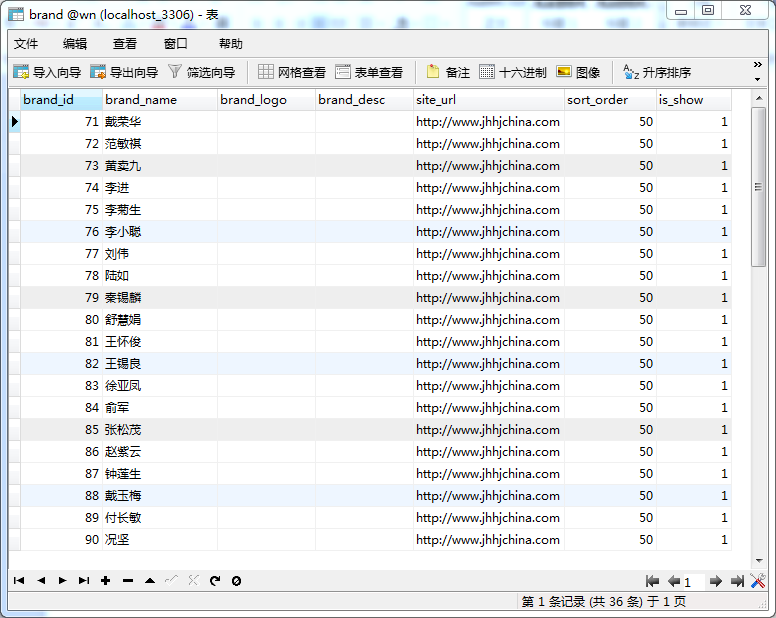 brand @wn (localhost_3306) - 表
文件 编辑 查看 窗口 帮助
导入向导 导出向导 筛选向导 网格查看 表单查看 备注 十六进制 图像 升序排序
brand_id brand_name brand_logo brand_desc site_url sort_order is_show
71 戴荣华 http://www.jhhjchina.com 50 1
72 范敏祺 http://www.jhhjchina.com 50 1
73 黄卖九 http://www.jhhjchina.com 50 1
74 李进 http://www.jhhjchina.com 50 1
75 李菊生 http://www.jhhjchina.com 50 1
76 李小聪 http://www.jhhjchina.com 50 1
77 刘伟 http://www.jhhjchina.com 50 1
78 陆如 http://www.jhhjchina.com 50 1
79 秦锡麟 http://www.jhhjchina.com 50 1
80 舒慧娟 http://www.jhhjchina.com 50 1
81 王怀俊 http://www.jhhjchina.com 50 1
82 王锡良 http://www.jhhjchina.com 50 1
83 徐亚凤 http://www.jhhjchina.com 50 1
84 俞军 http://www.jhhjchina.com 50 1
85 张松茂 http://www.jhhjchina.com 50 1
86 赵紫云 http://www.jhhjchina.com 50 1
87 钟莲生 http://www.jhhjchina.com 50 1
88 戴玉梅 http://www.jhhjchina.com 50 1
89 付长敏 http://www.jhhjchina.com 50 1
90 况坚 http://www.jhhjchina.com 50 1
1
第 1 条记录 (共 36 条) 于 1 页